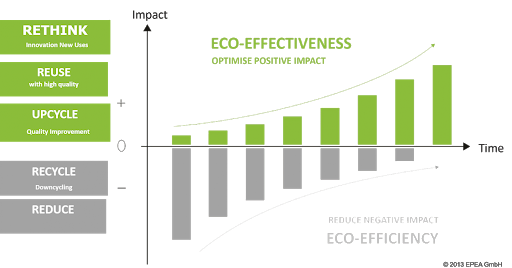 RETHINK
Innovation New Uses
REUSE
with high quality
UPCYCLE
Quality Improvement
RECYCLE
Downcycling
REDUCE
Impact
+
0
–
ECO-EFFECTIVENESS
OPTIMISE POSITIVE IMPACT
Time
REDUCE NEGATIVE IMPACT
ECO-EFFICIENCY
© 2013 EPEA GmbH